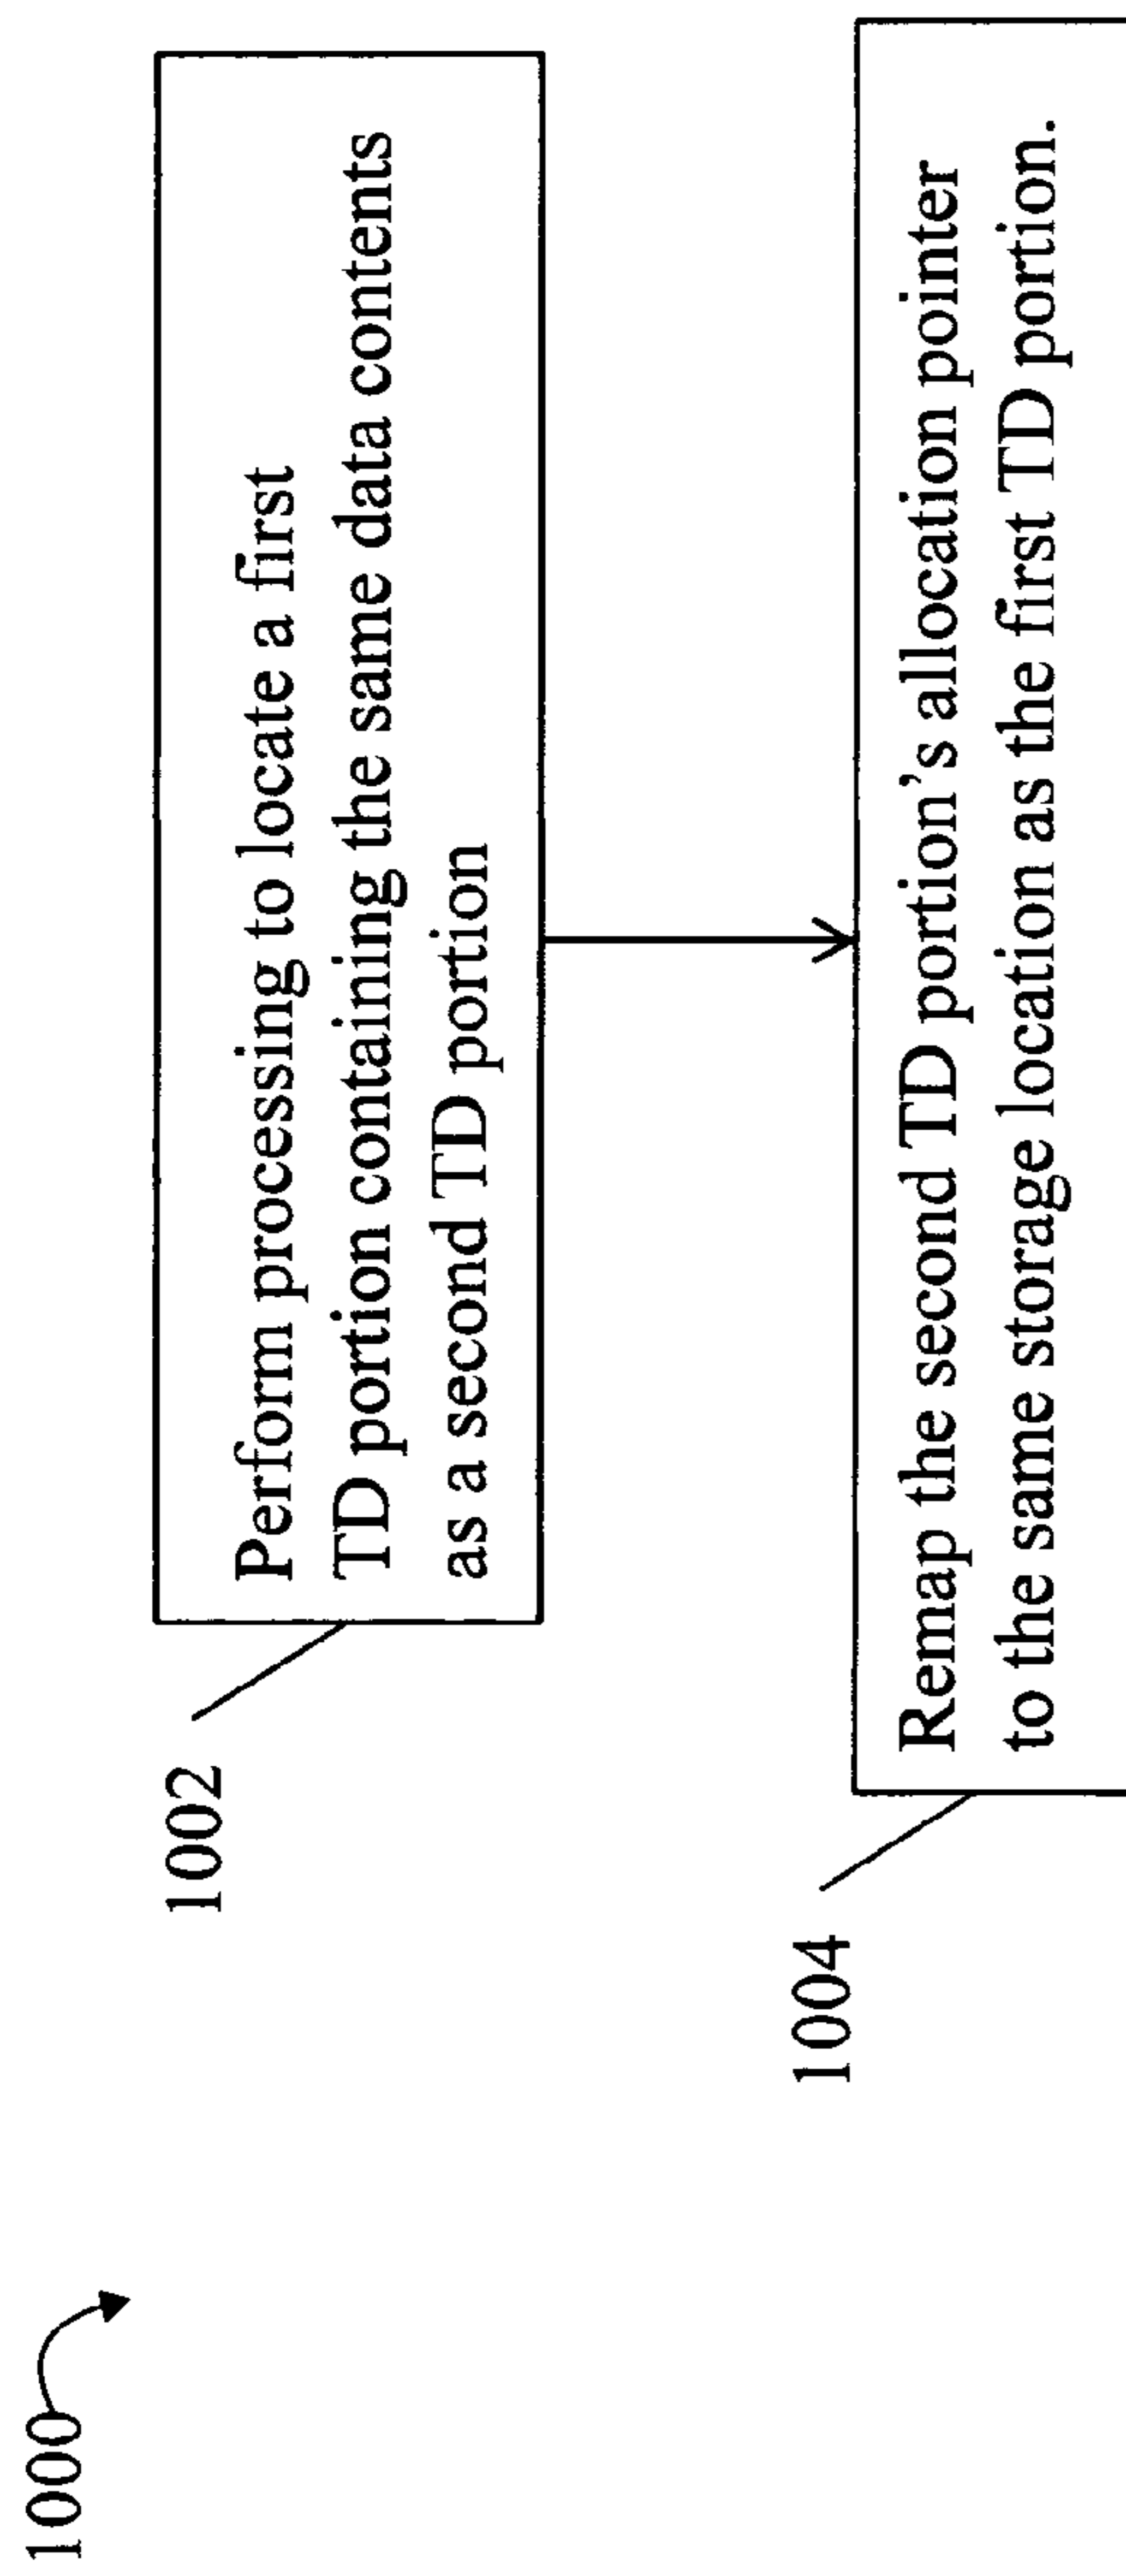 1000
1002
Perform processing to locate a first
TD portion containing the same data contents
as a second TD portion
1004
Remap the second TD portion's allocation pointer
to the same storage location as the first TD portion.